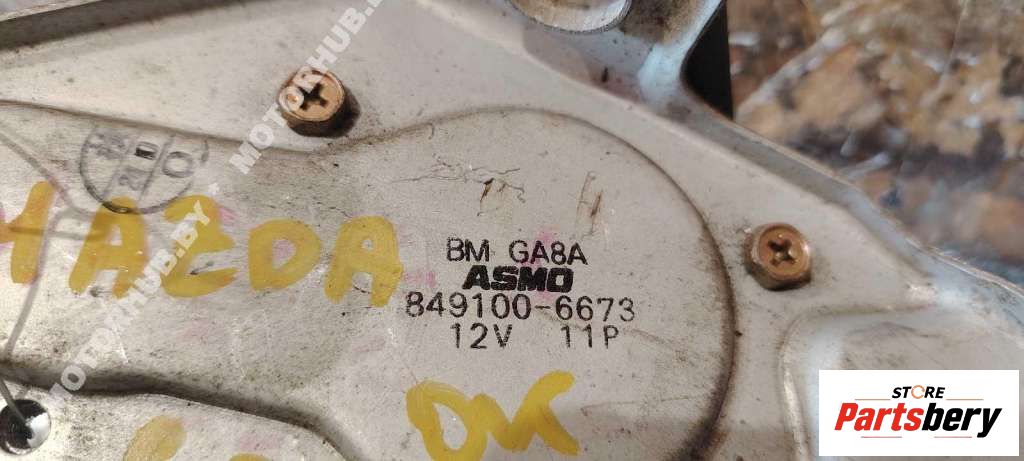 MOTORHUB.BY
MOTORHUB.BY
MAZDA
BM GA8A
ASMO
849100-6673
12V 11P
STORE
Partsbery